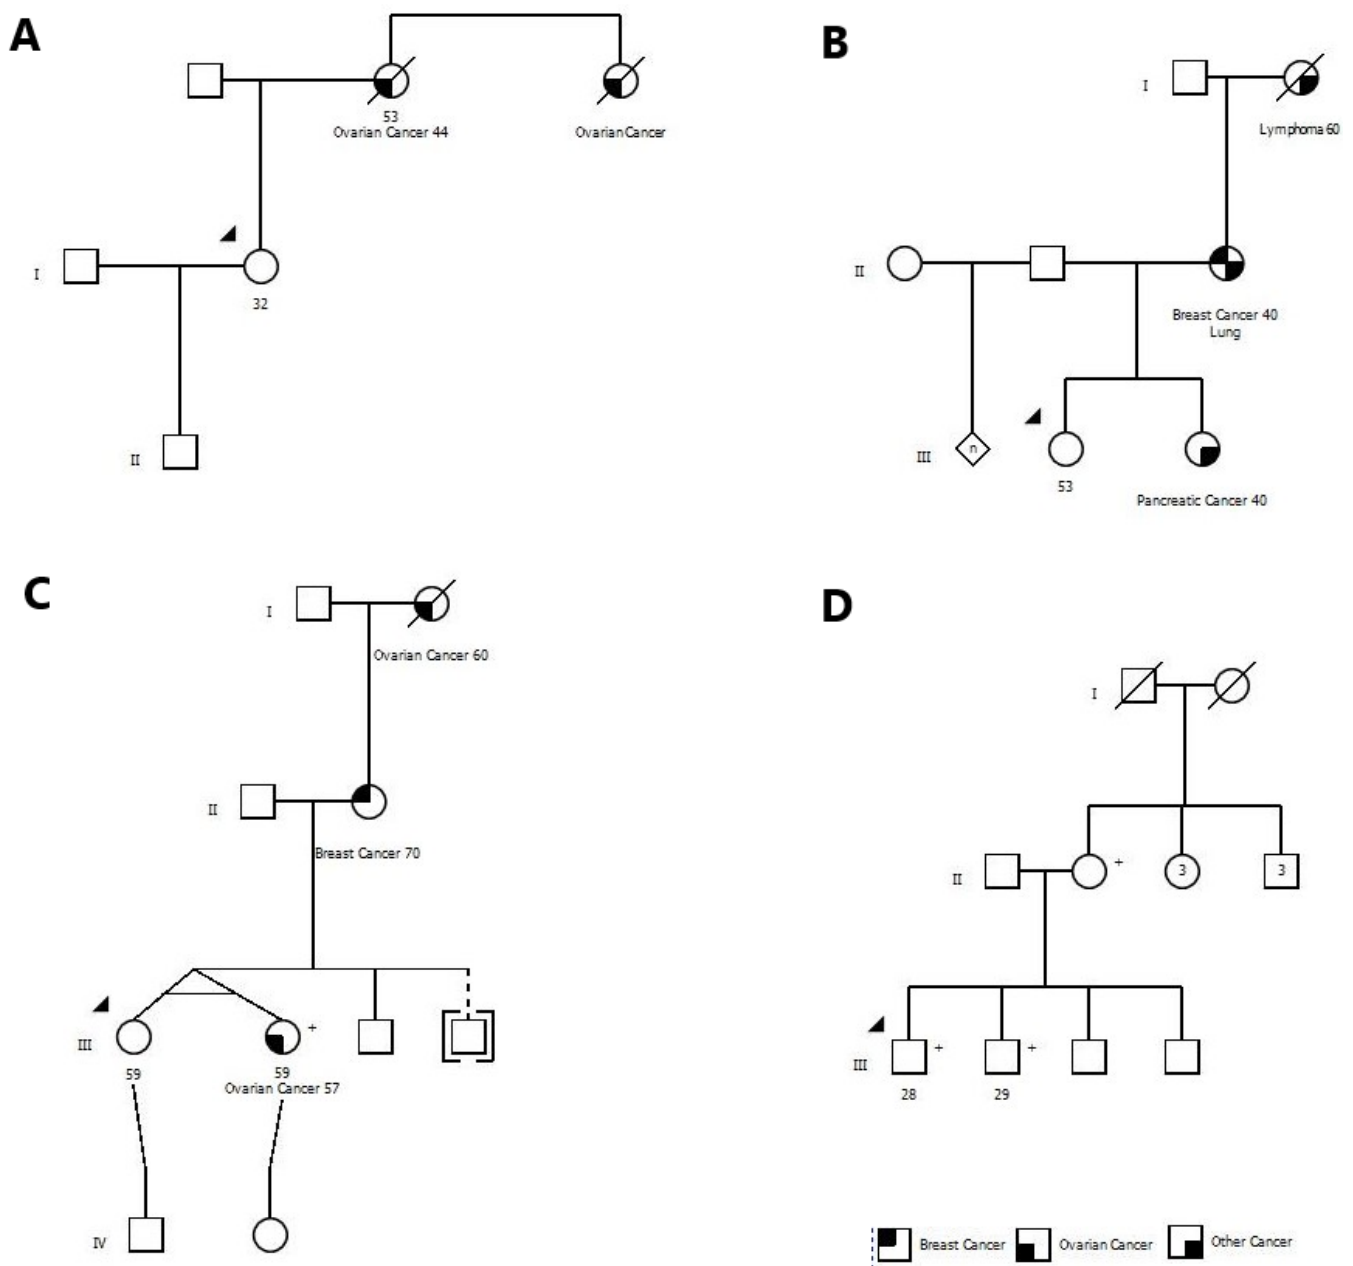 A
53
Ovarian Cancer 44
OvarianCancer
I
32
II
B
I
Lymphoma 60
II
Breast Cancer 40
Lung
III
n
53
Pancreatic Cancer 40
C
I
Ovarian Cancer 60
II
Breast Cancer 70
III
+
59
59
Ovarian Cancer 57
IV
D
I
II
+
3
3
III
+
+
28
29
Breast Cancer
Ovarian Cancer
Other Cancer